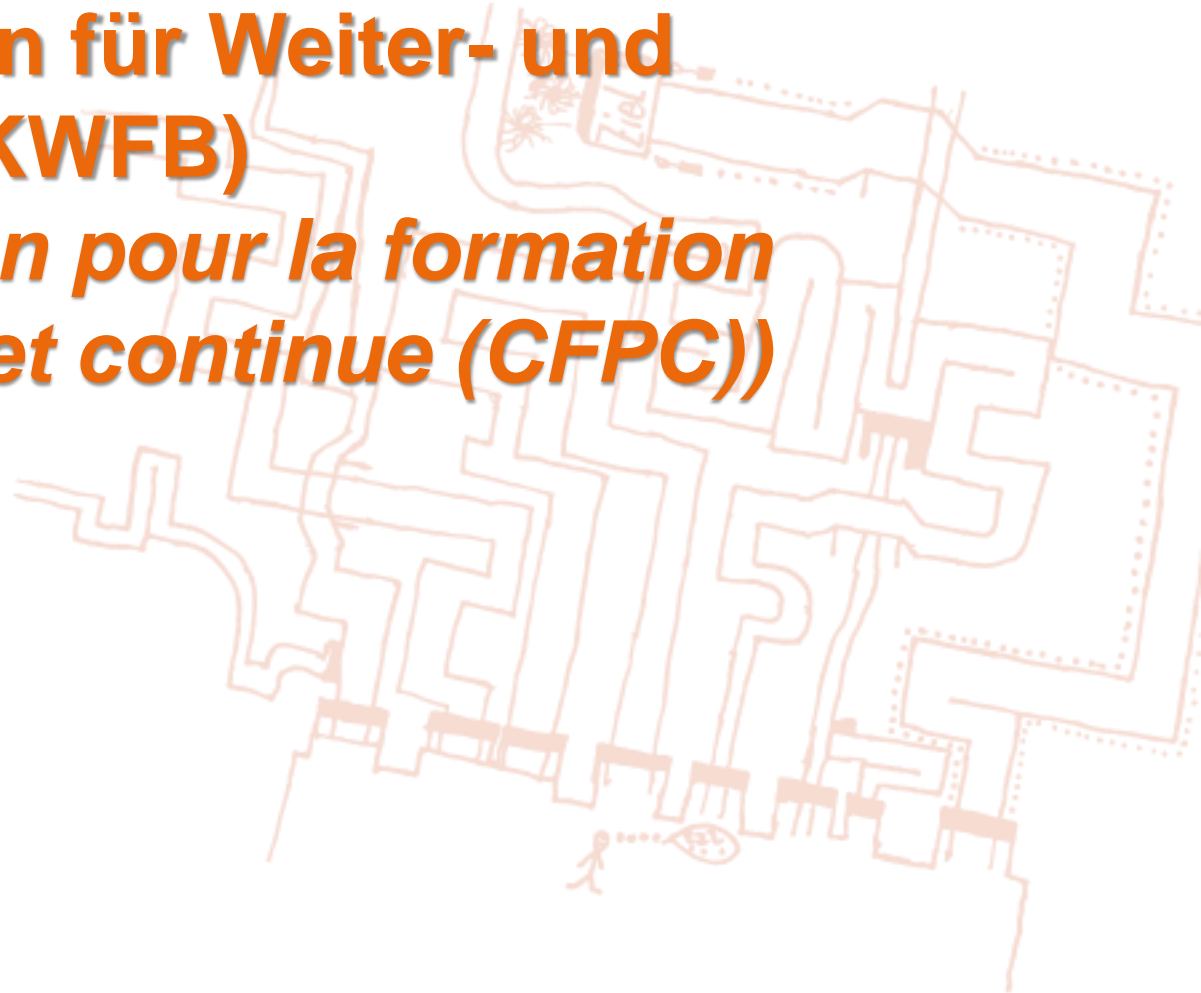 n für Weiter- und
KWFB)
n pour la formation
et continue (CFPC))
Ziel